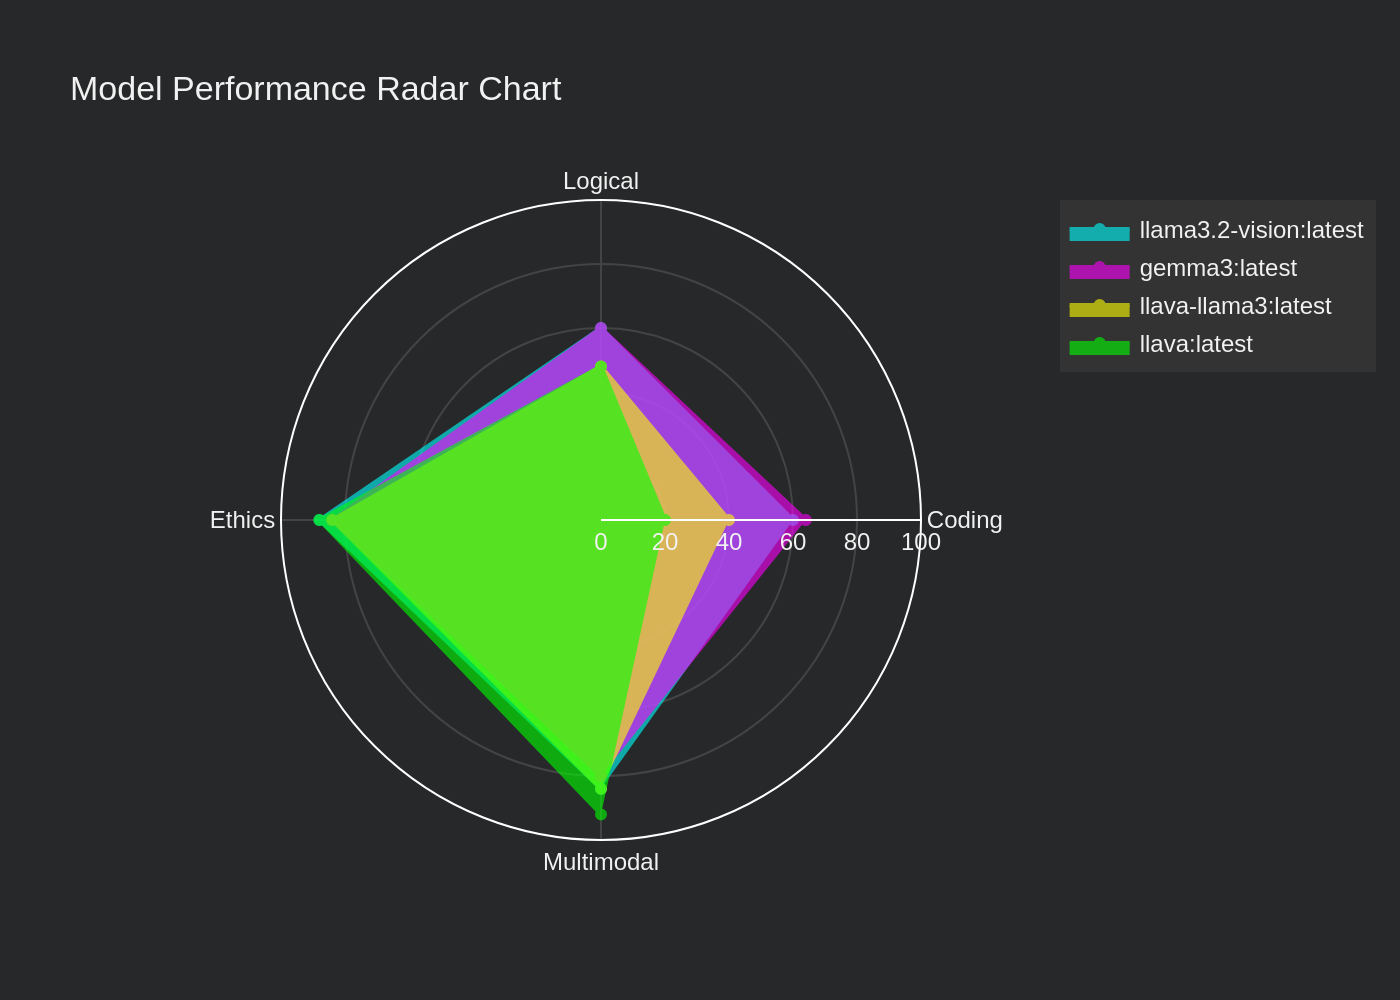 Model Performance Radar Chart
Logical
llama3.2-vision:latest
gemma3:latest
llava-llama3:latest
llava:latest
Ethics
Coding
0 20 40 60 80 100
Multimodal